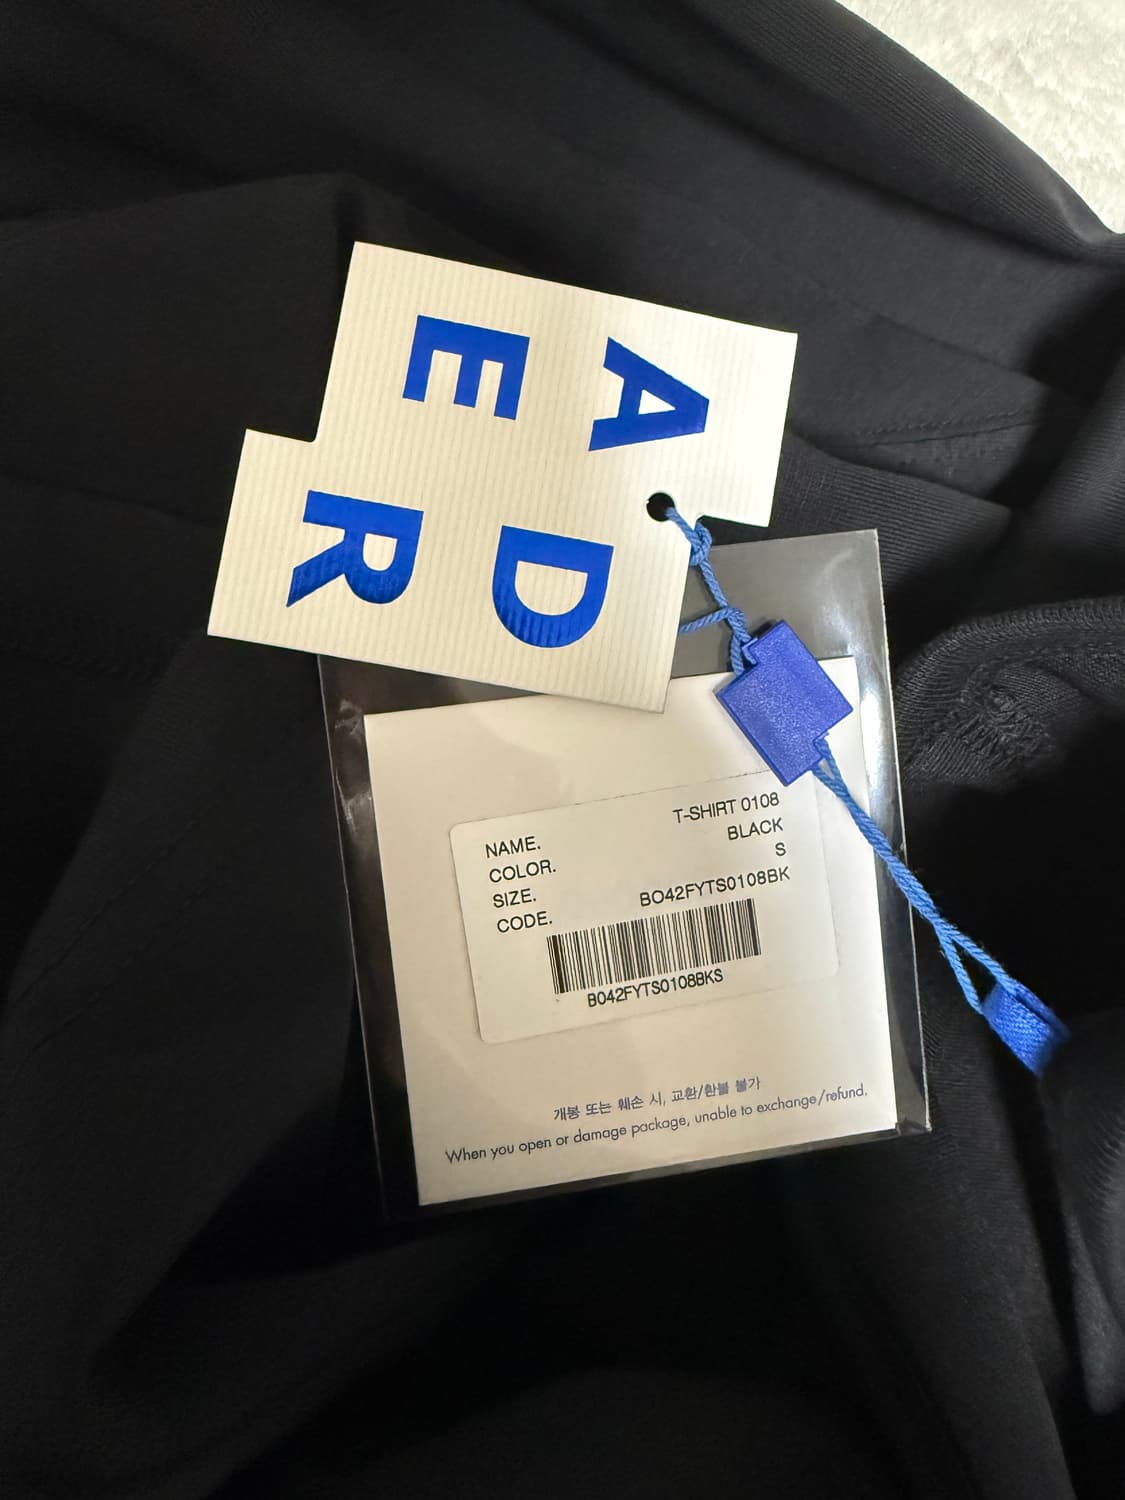 A D
E R
NAME. T-SHIRT 0108
COLOR. BLACK
SIZE. S
CODE. BO42FYTS0108BK
BO42FYTS0108BKS
개봉 또는 훼손 시, 교환/환불 불가
When you open or damage package, unable to exchange/refund.